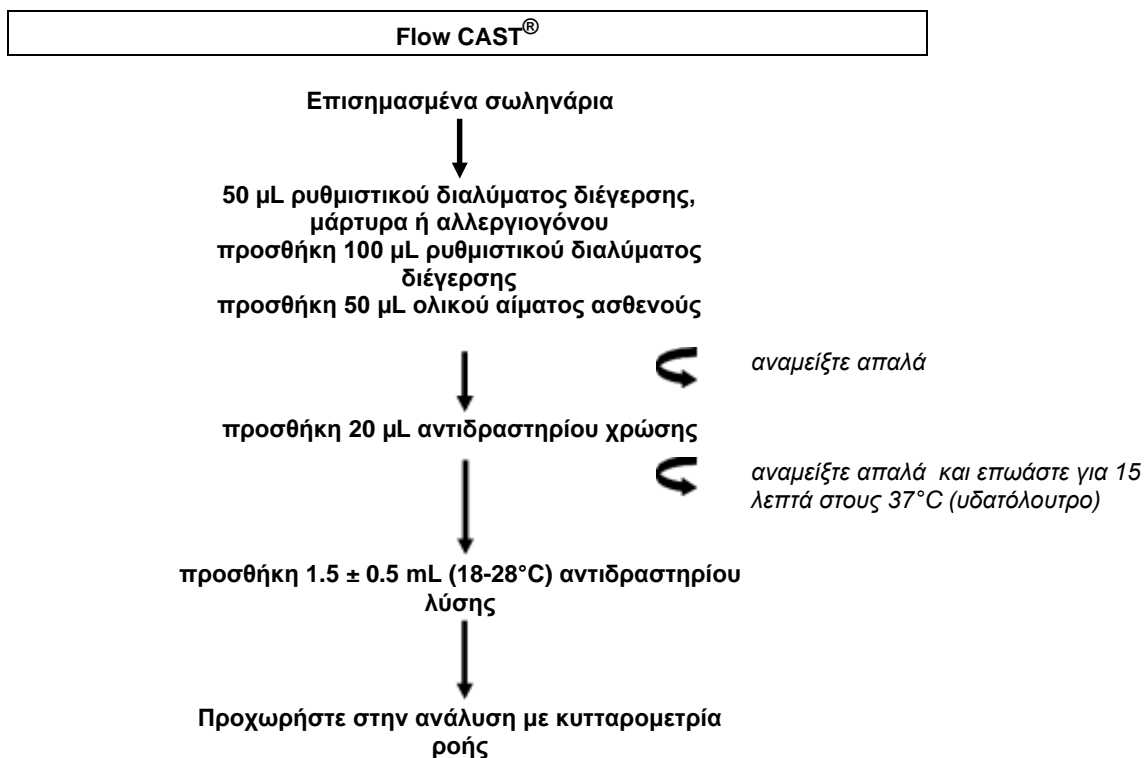 Flow CAST®
Επισημασμένα σωληνάρια
50 μL ρυθμιστικού διαλύματος διέγερσης,
μάρτυρα ή αλλεργιογόνου
προσθήκη 100 μL ρυθμιστικού διαλύματος
διέγερσης
προσθήκη 50 μL ολικού αίματος ασθενούς
αναμείξτε απαλά
προσθήκη 20 μL αντιδραστηρίου χρώσης
αναμείξτε απαλά και επωάστε για 15
λεπτά στους 37°C (υδατόλουτρο)
προσθήκη 1.5 ± 0.5 mL (18-28°C) αντιδραστηρίου
λύσης
Προχωρήστε στην ανάλυση με κυτταρομετρία
ροής